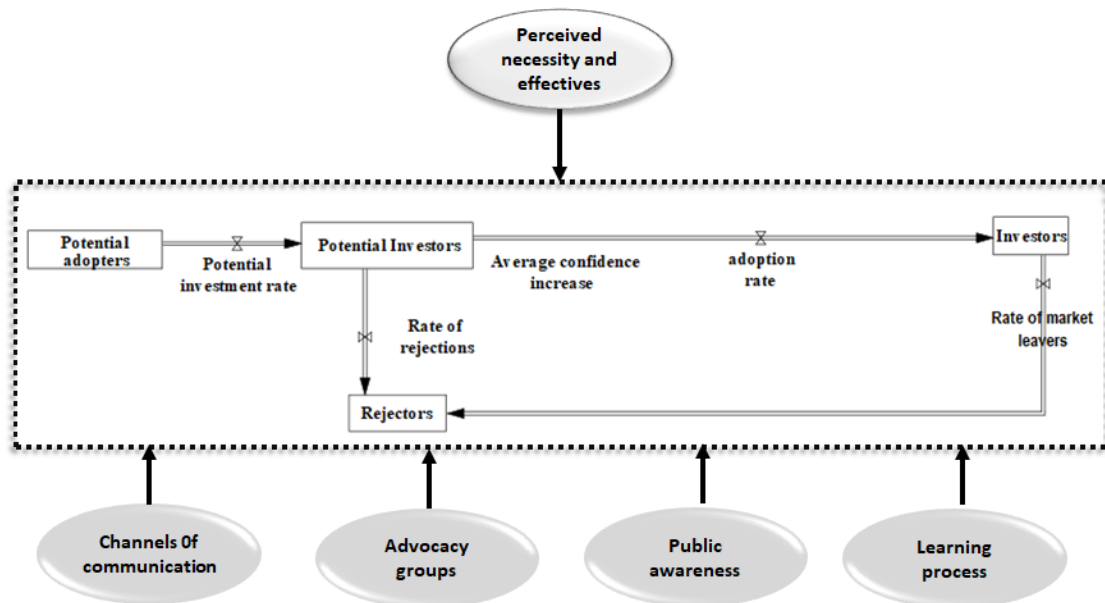 Perceived
necessity and
effectives
Potential
adopters
Potential
investment rate
Potential Investors
Average confidence
increase
adoption
rate
Investors
Rate of market
leavers
Rate of
rejections
Rejectors
Channels 0f
communication
Advocacy
groups
Public
awareness
Learning
process